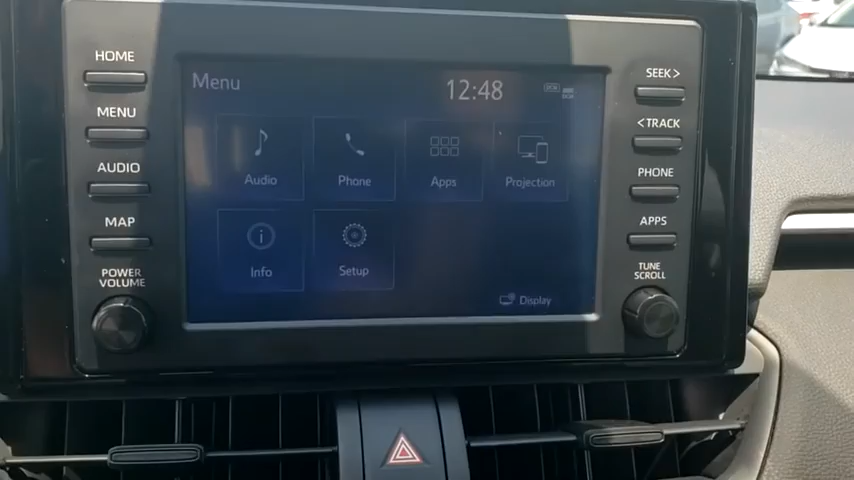 HOME
MENU
AUDIO
MAP
POWER
VOLUME
Menu
12:48
Audio
Phone
Apps
Projection
Info
Setup
Display
SEEK>
<TRACK
PHONE
APPS
TUNE
SCROLL